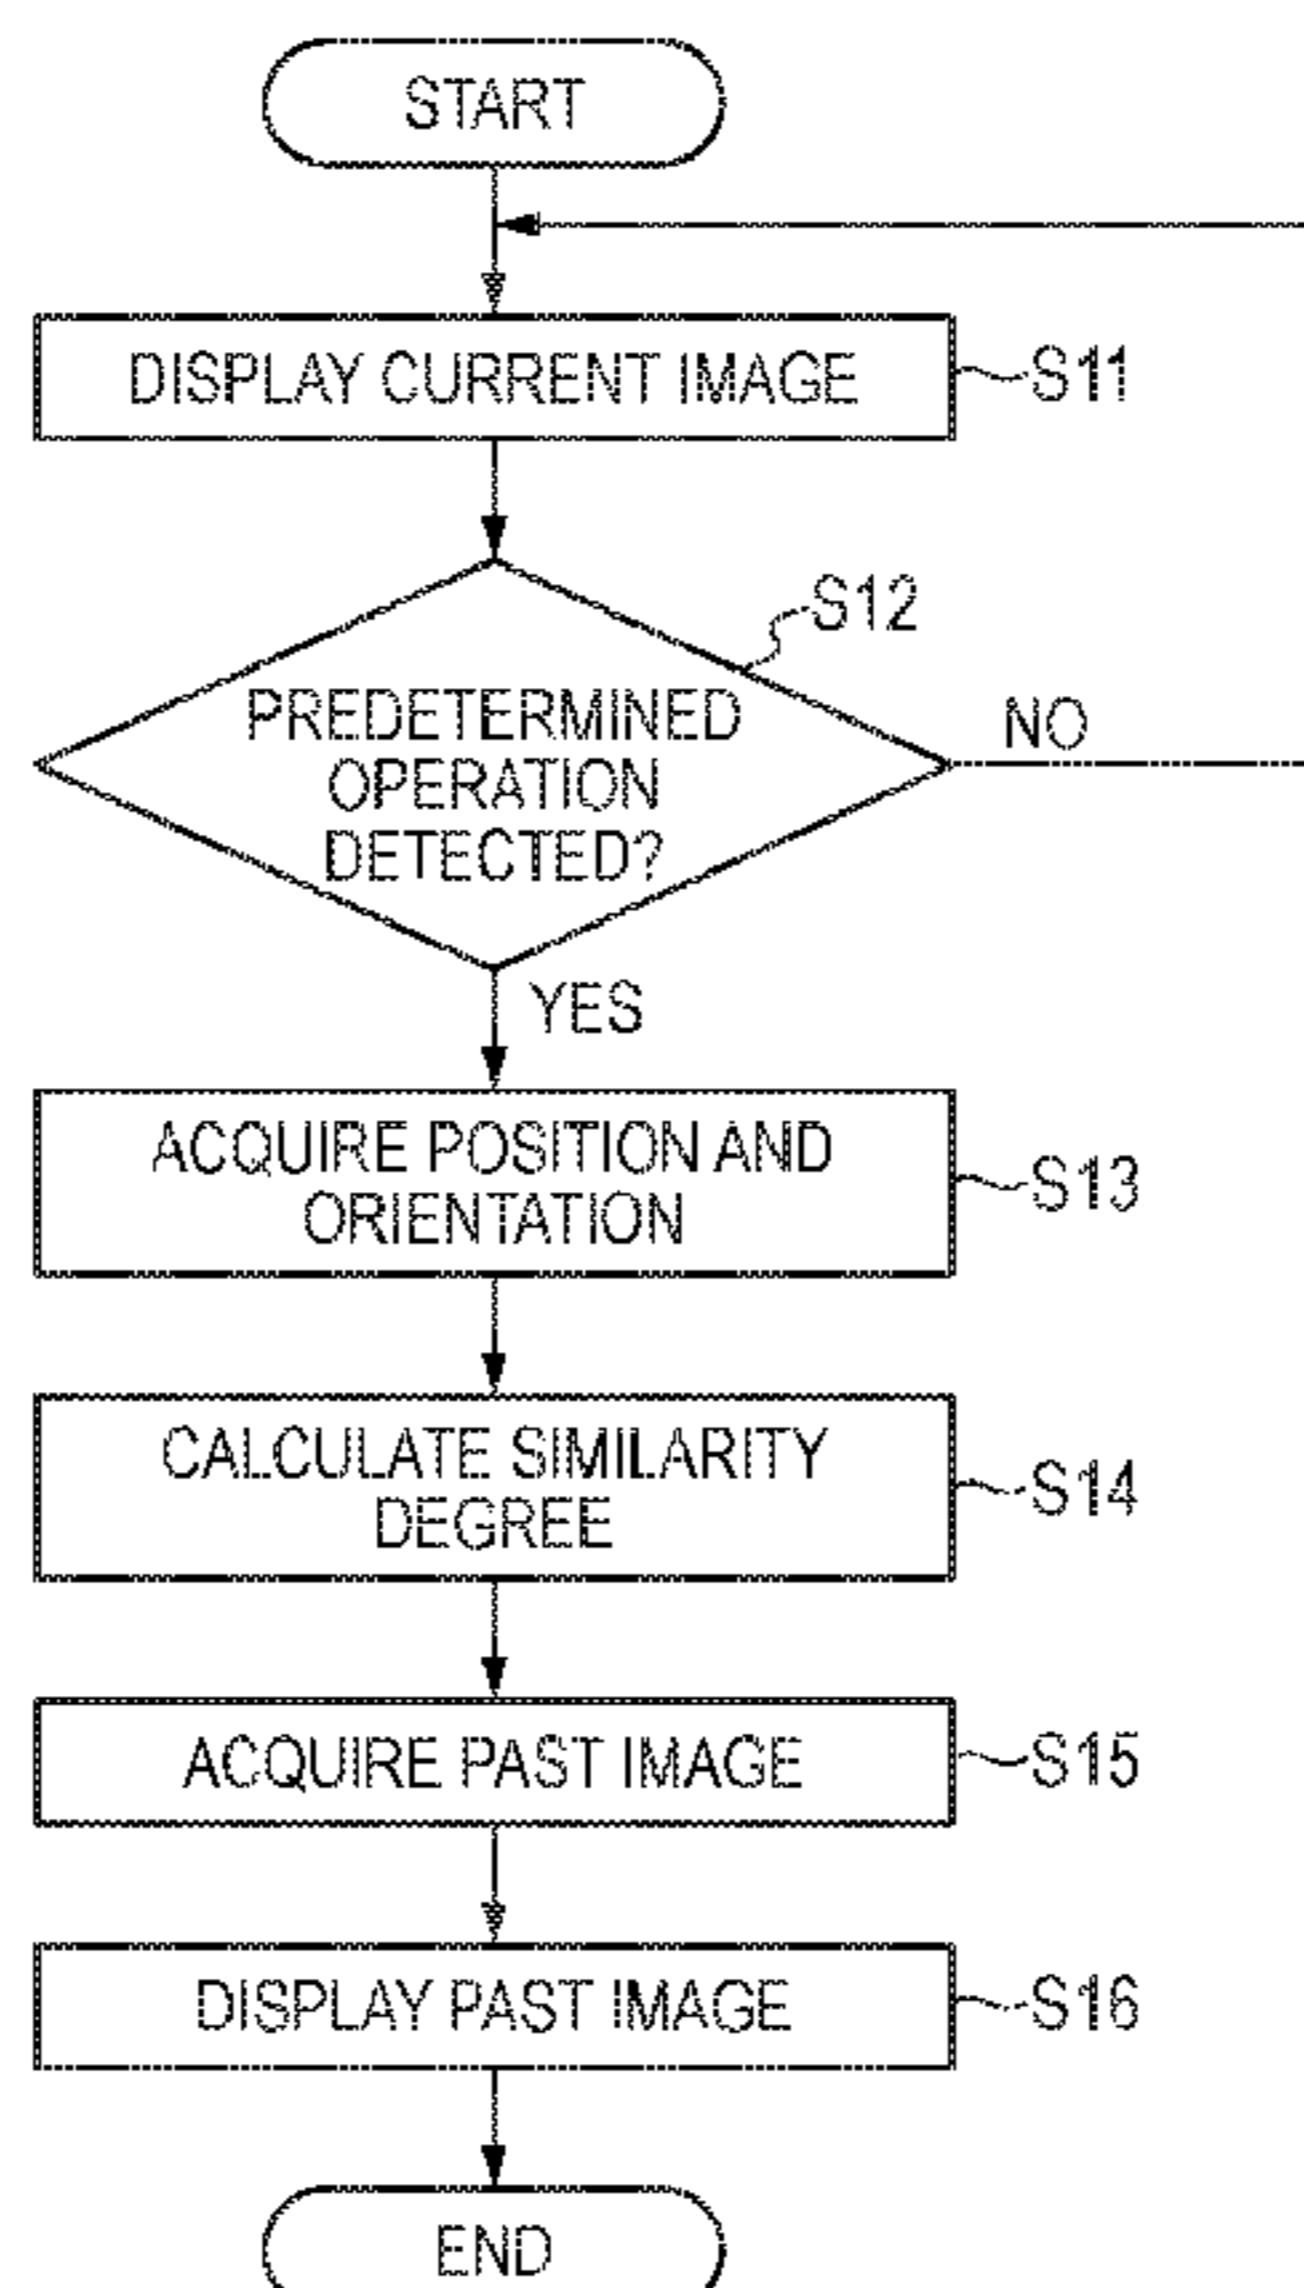 START
DISPLAY CURRENT IMAGE
S11
S12
PREDETERMINED
OPERATION
DETECTED?
NO
YES
ACQUIRE POSITION AND
ORIENTATION
S13
CALCULATE SIMILARITY
DEGREE
S14
ACQUIRE PAST IMAGE
S15
DISPLAY PAST IMAGE
S16
END